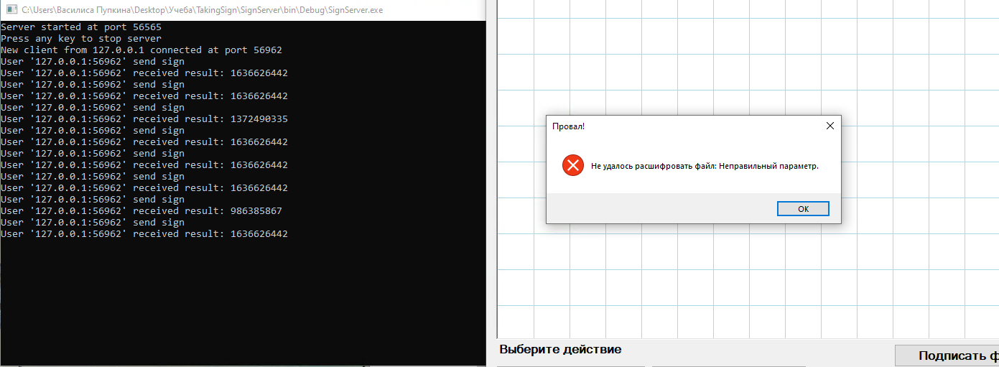 C:\Users\Василиса Пупкина\Desktop\Учеба\TakingSign\SignServer\bin\Debug\SignServer.exe
Server started at port 56565
Press any key to stop server
New client from 127.0.0.1 connected at port 56962
User '127.0.0.1:56962' send sign
User '127.0.0.1:56962' received result: 1636626442
User '127.0.0.1:56962' send sign
User '127.0.0.1:56962' received result: 1636626442
User '127.0.0.1:56962' send sign
User '127.0.0.1:56962' received result: 1372490335
User '127.0.0.1:56962' send sign
User '127.0.0.1:56962' received result: 1636626442
User '127.0.0.1:56962' send sign
User '127.0.0.1:56962' received result: 1636626442
User '127.0.0.1:56962' send sign
User '127.0.0.1:56962' received result: 1636626442
User '127.0.0.1:56962' send sign
User '127.0.0.1:56962' received result: 986385867
User '127.0.0.1:56962' send sign
User '127.0.0.1:56962' received result: 1636626442
Провал!
Не удалось расшифровать файл: Неправильный параметр.
OK
Выберите действие
Подписать ф